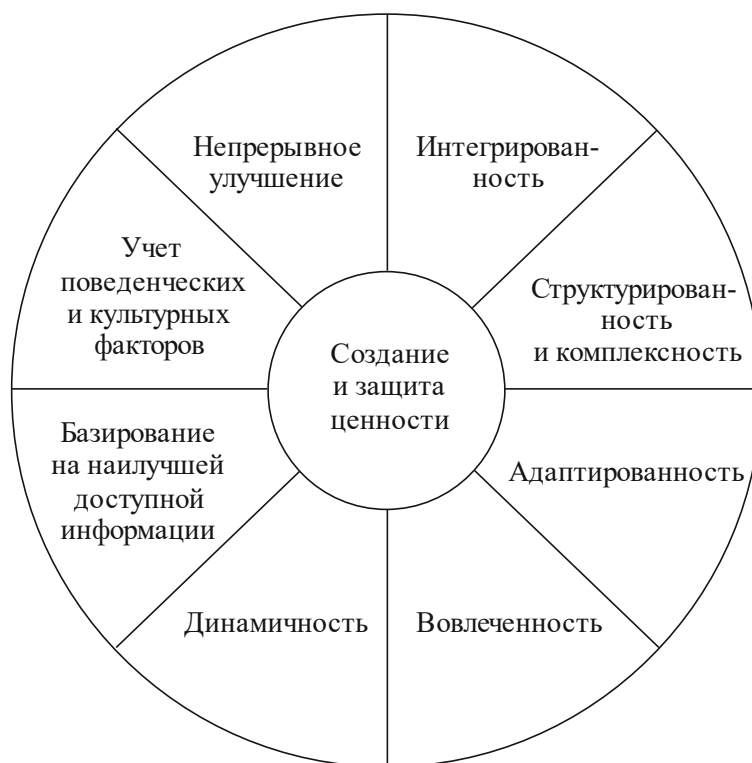 Непрерывное
улучшение
Интегрирован-
ность
Учет
поведенческих
и культурных
факторов
Структурирован-
ность
и комплексность
Создание
и защита
ценности
Базирование
на наилучшей
доступной
информации
Адаптированность
Динамичность
Вовлеченность